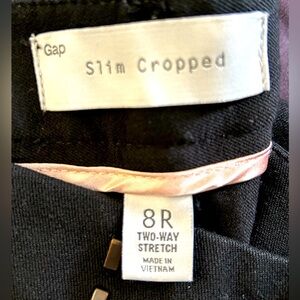 Gap
Slim Cropped
8R
TWO-WAY
STRETCH
MADE IN
VIETNAM